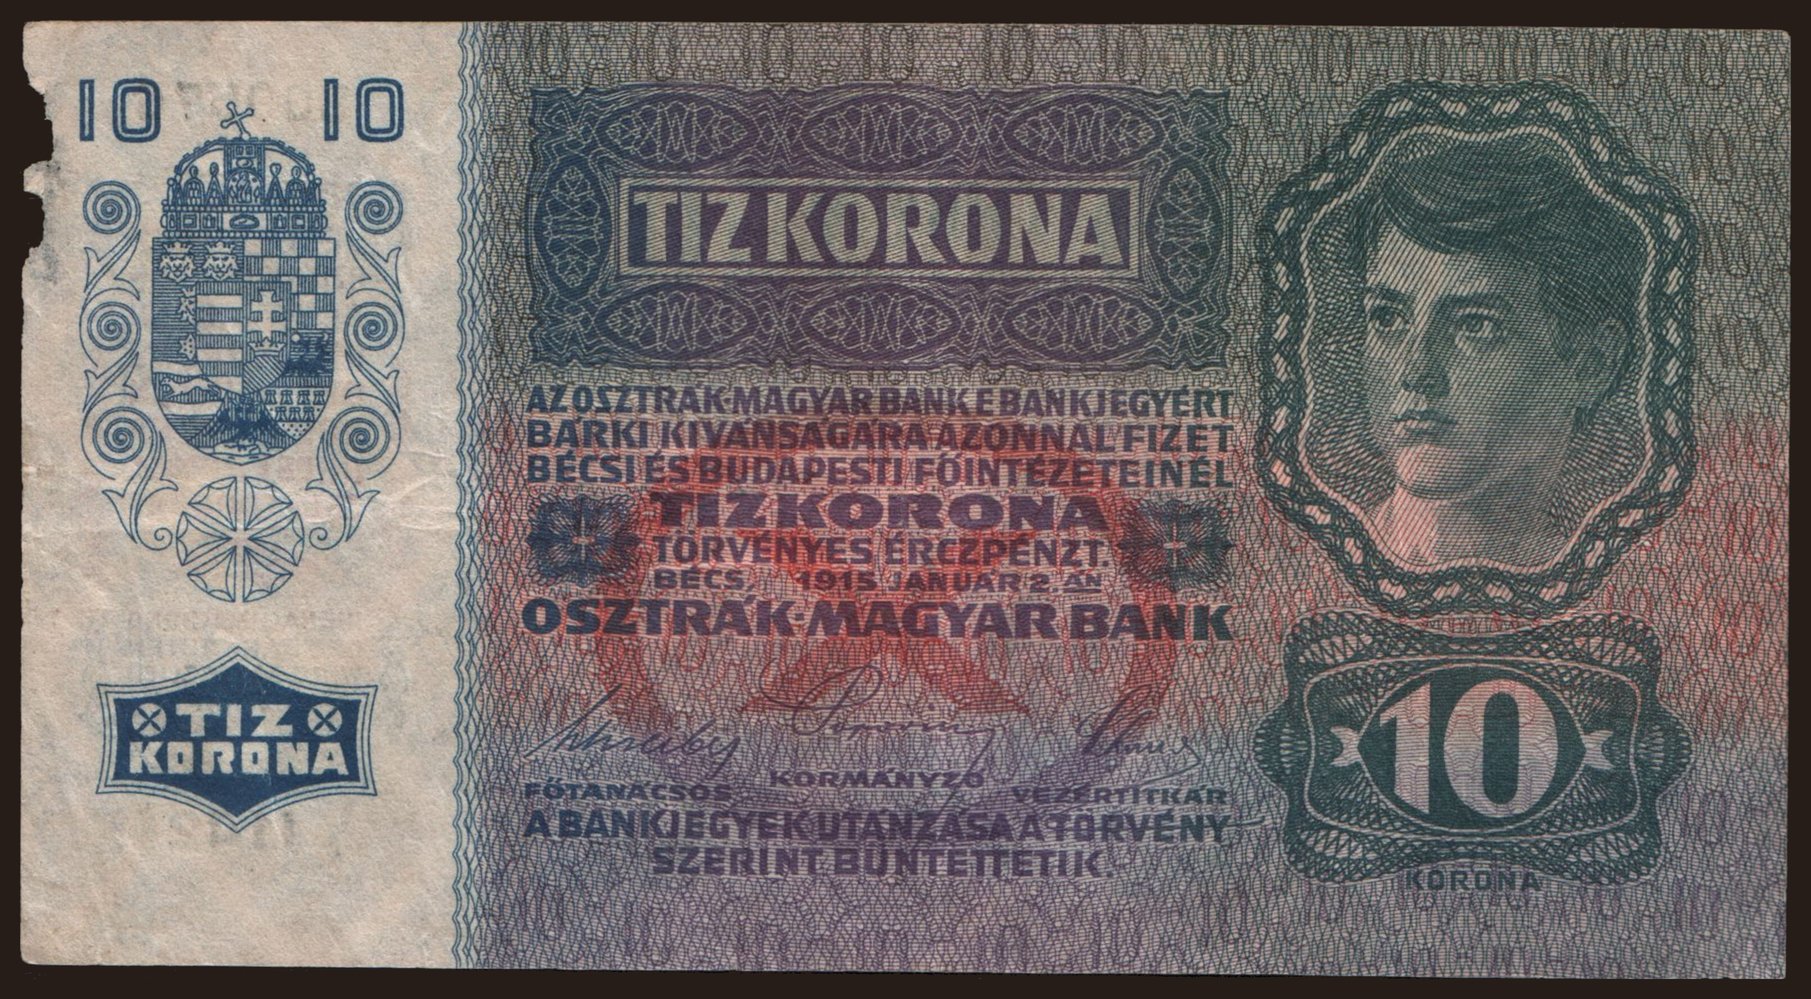 10 10
TIZ KORONA
TIZ KORONA
AZ OSZTRÁK-MAGYAR BANK E BANKJEGYÉRT
BÁRKI KIVÁNSÁGÁRA AZONNAL FIZET
BÉCSI ÉS BUDAPESTI FŐINTÉZETEINÉL
TIZ KORONA
TÖRVÉNYES ÉRCZPÉNZT.
BÉCS, 1915 JANUÁR 2.ÁN
OSZTRÁK-MAGYAR BANK
FŐTANÁCSOS KORMÁNYZÓ VEZÉRTITKÁR
A BANKJEGYEK UTÁNZÁSA A TÖRVÉNY
SZERINT BÜNTETTETIK.
TIZ
KORONA
10
KORONA